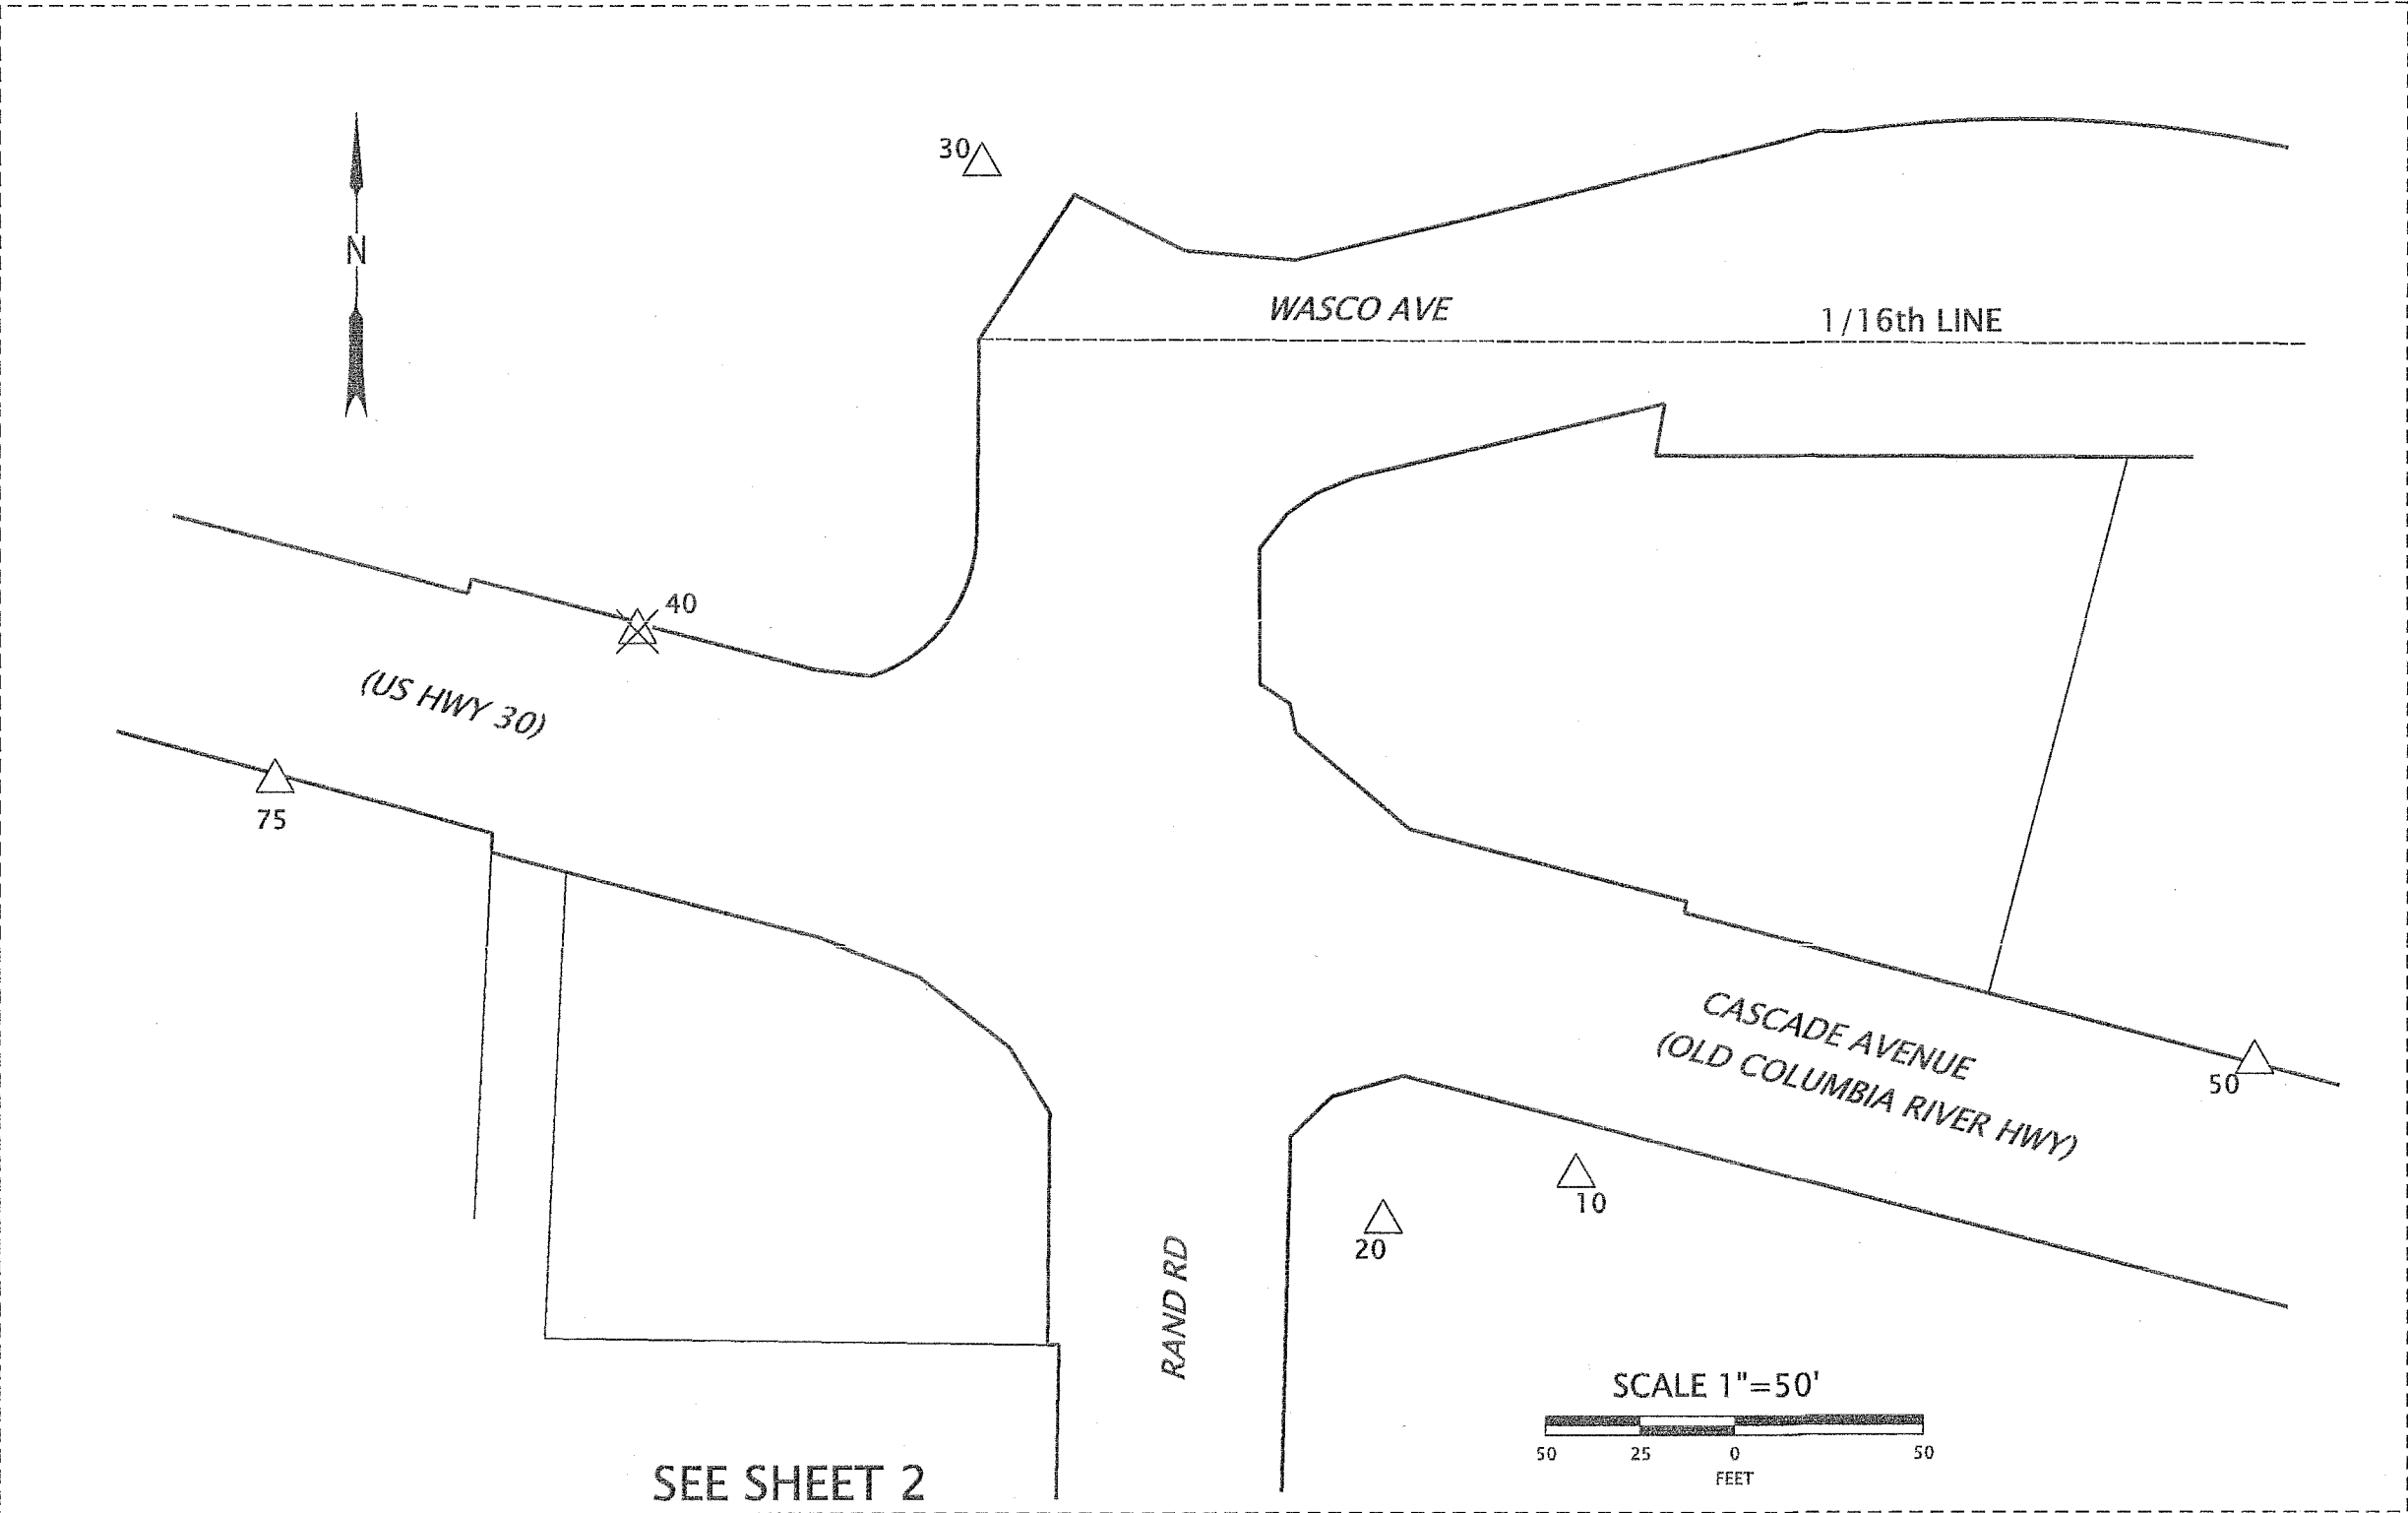 30
N
WASCO AVE
1/16th LINE
40
(US HWY 30)
75
CASCADE AVENUE
(OLD COLUMBIA RIVER HWY)
50
10
20
RAND RD
SCALE 1"=50'
50 25 0 50
FEET
SEE SHEET 2